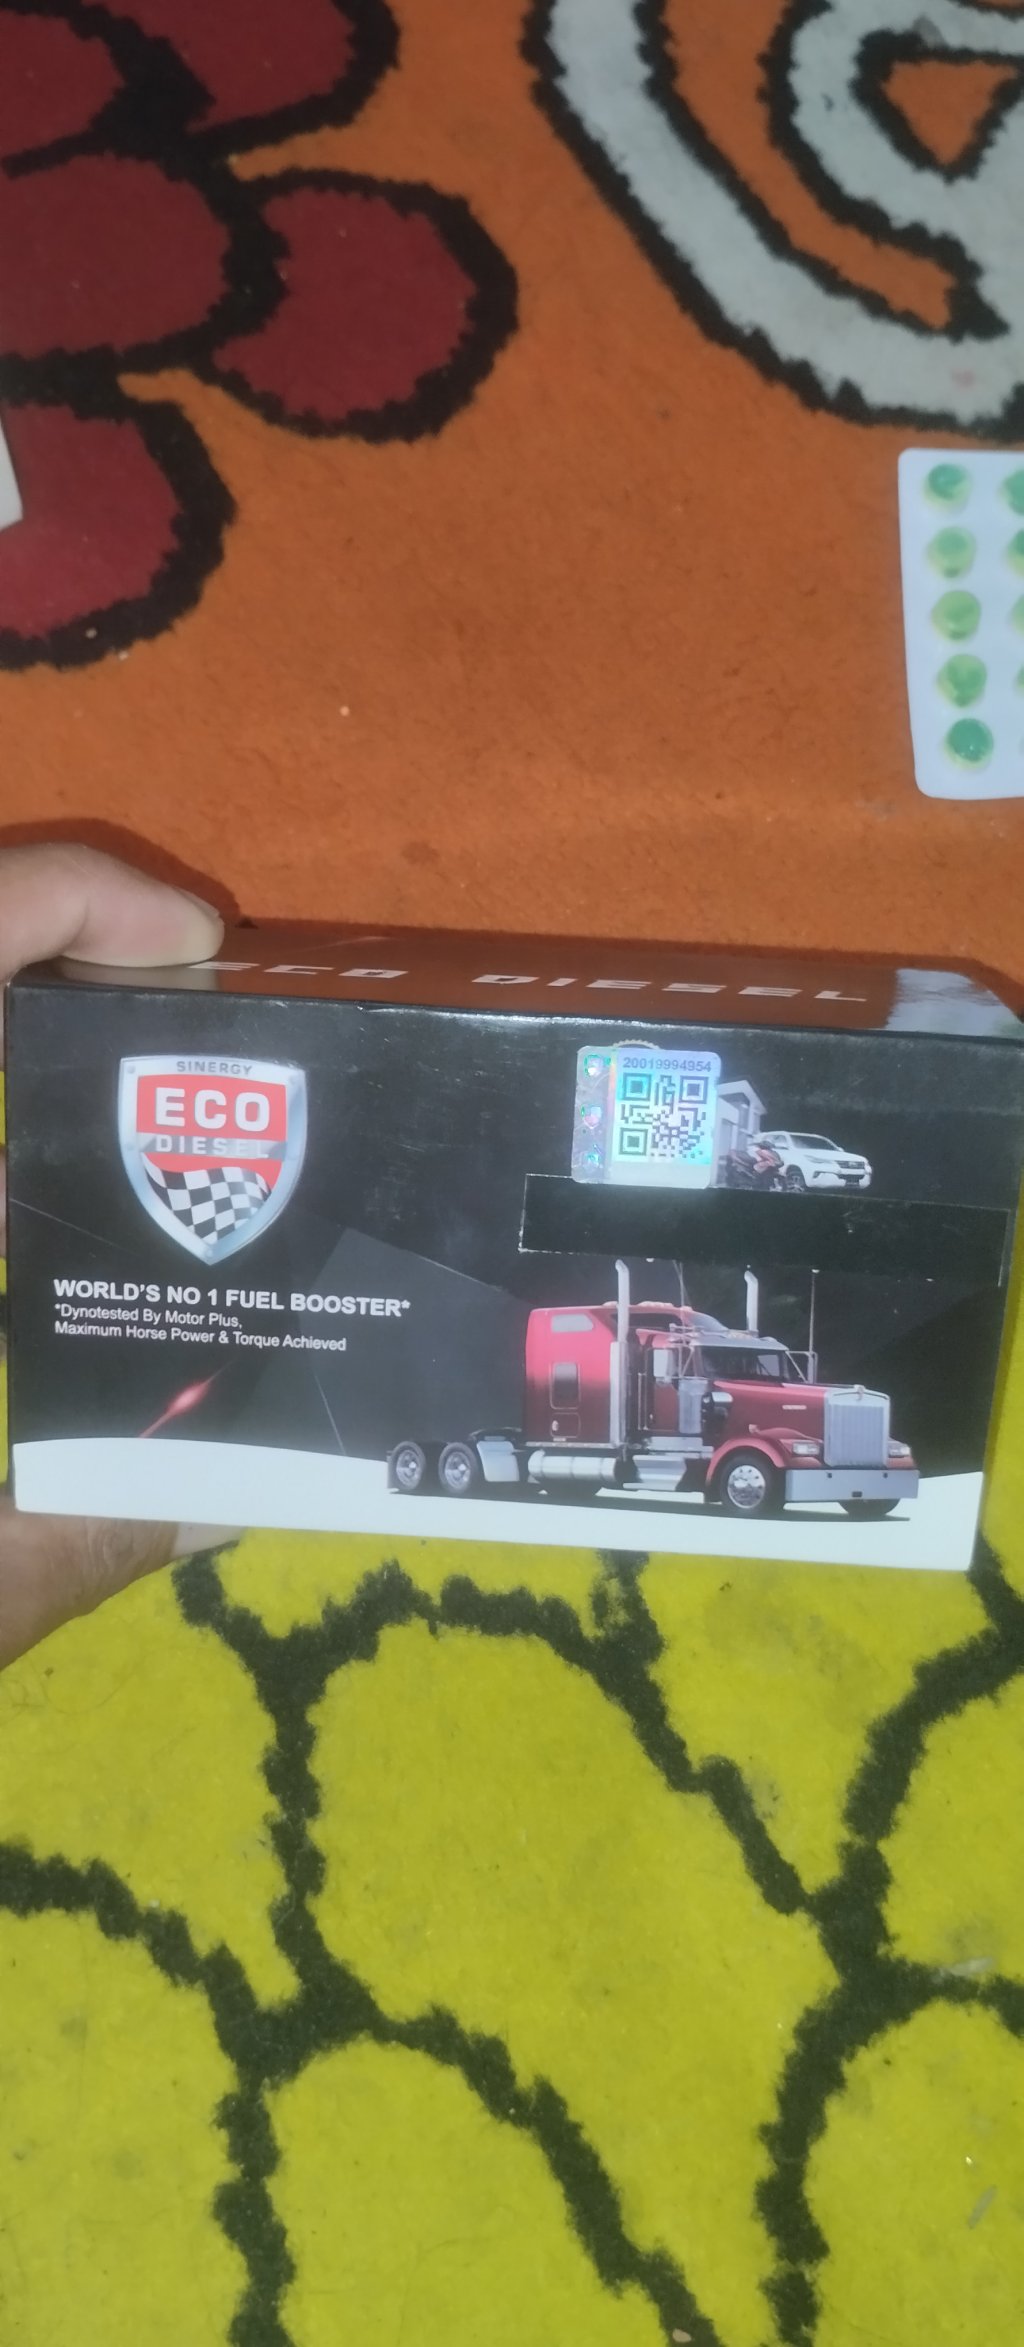 ECO DIESEL
SINERGY
ECO
DIESEL
20019994954
WORLD'S NO 1 FUEL BOOSTER*
*Dynotested By Motor Plus,
Maximum Horse Power & Torque Achieved